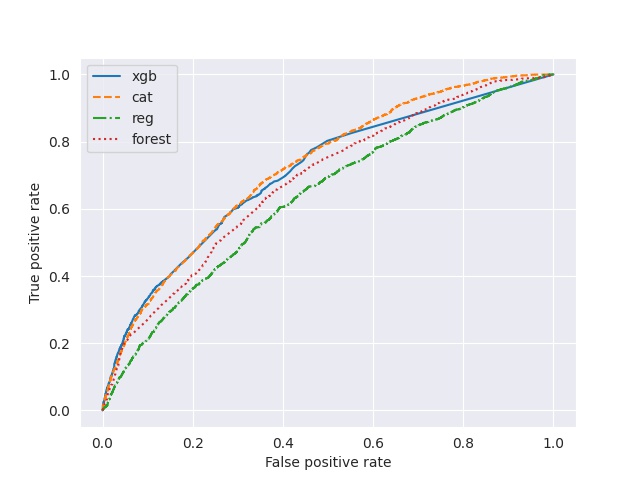 xgb
cat
reg
forest
True positive rate
1.0
0.8
0.6
0.4
0.2
0.0
0.0 0.2 0.4 0.6 0.8 1.0
False positive rate